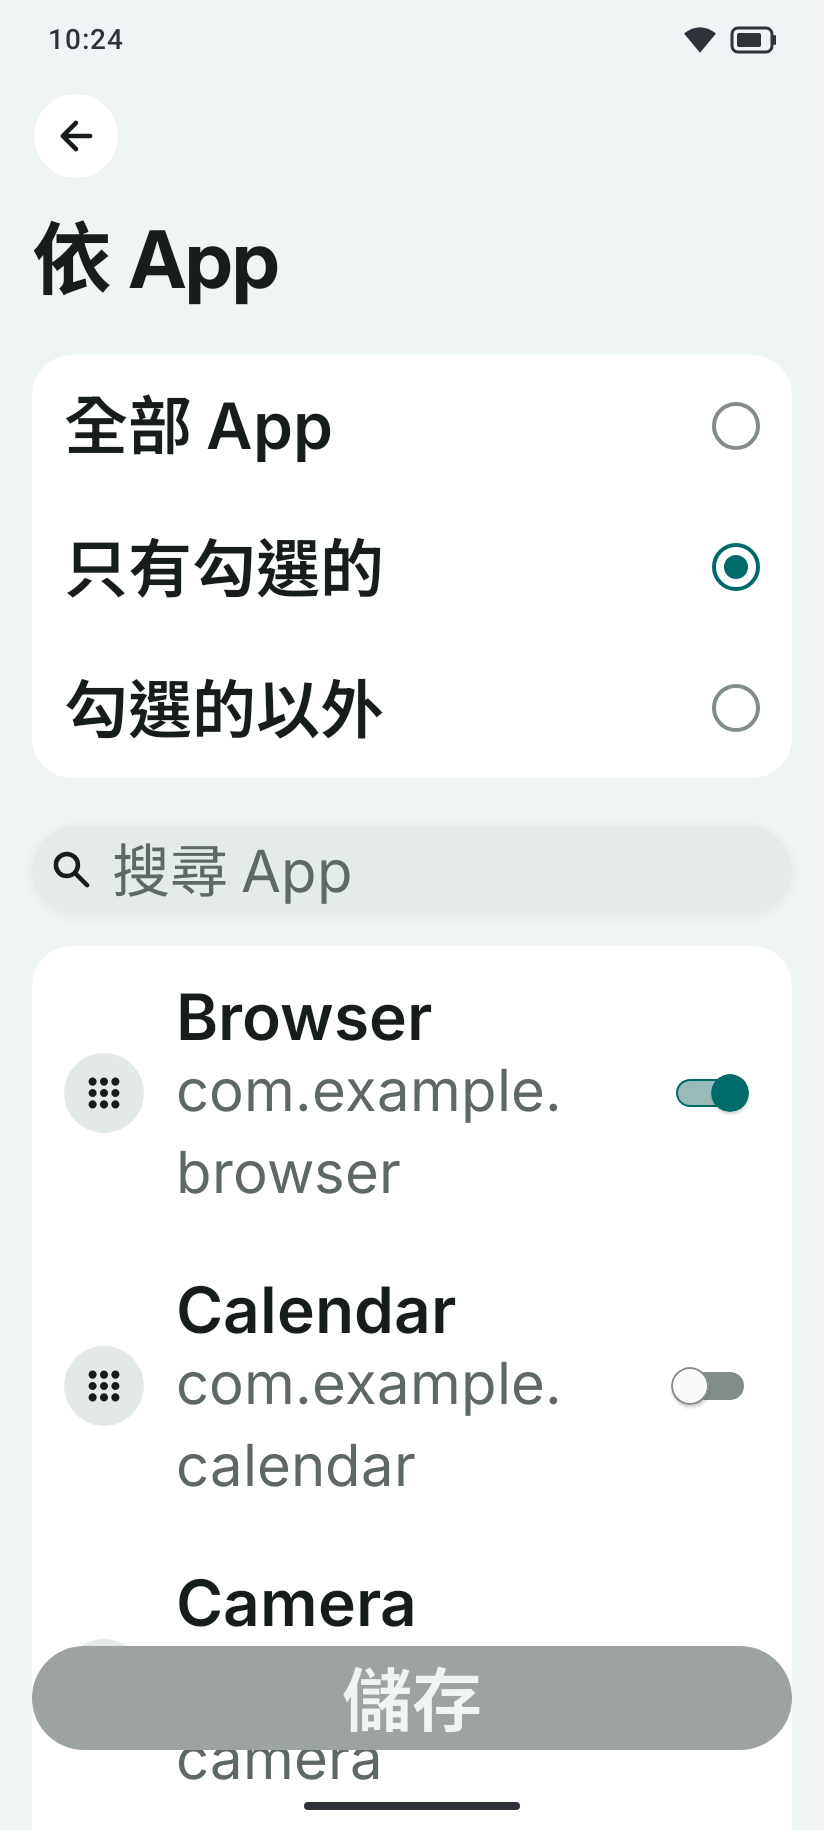 10:24
依 App
全部 App
只有勾選的
勾選的以外
搜尋 App
Browser
com.example.
browser
Calendar
com.example.
calendar
Camera
儲存
camera